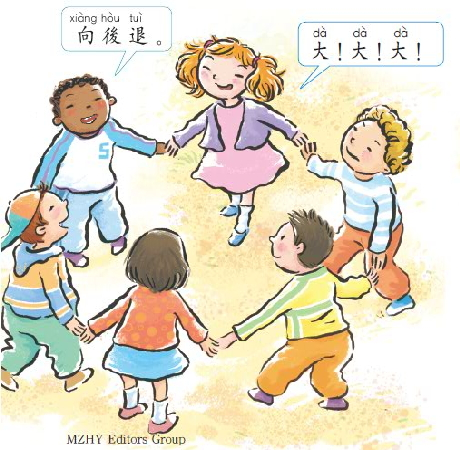 xiàng hòu tuì
向後退。
dà dà dà
大！大！大！
S
MZHY Editors Group